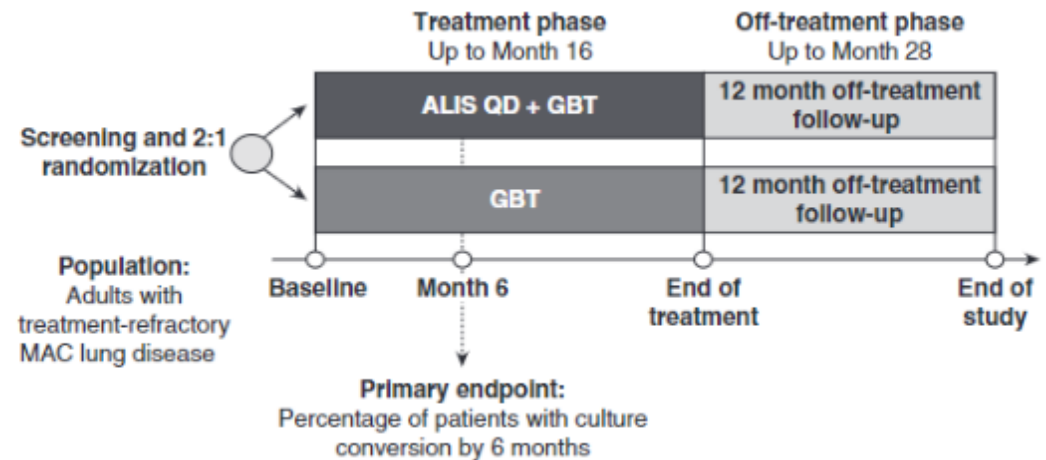 Treatment phase
Up to Month 16
Off-treatment phase
Up to Month 28
Screening and 2:1
randomization
ALIS QD + GBT
12 month off-treatment
follow-up
GBT
12 month off-treatment
follow-up
Population:
Adults with
treatment-refractory
MAC lung disease
Baseline
Month 6
End of
treatment
End of
study
Primary endpoint:
Percentage of patients with culture
conversion by 6 months